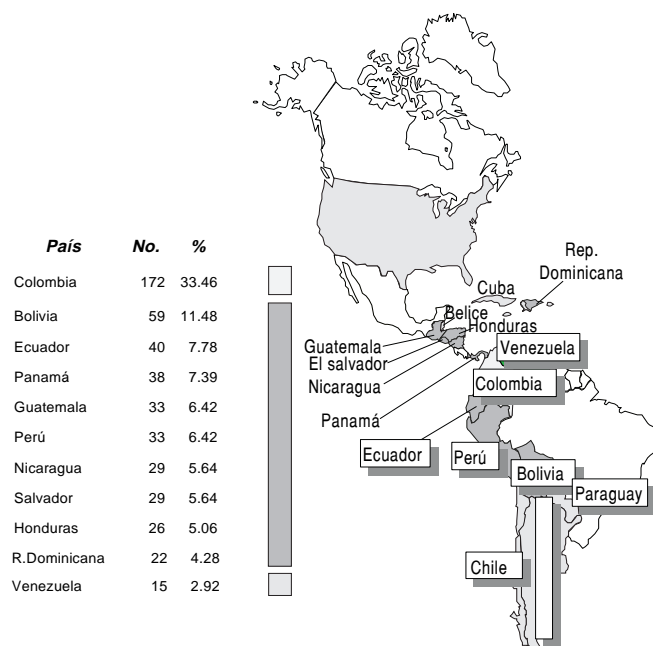 País No. %
Colombia 172 33.46
Bolivia 59 11.48
Ecuador 40 7.78
Panamá 38 7.39
Guatemala 33 6.42
Perú 33 6.42
Nicaragua 29 5.64
Salvador 29 5.64
Honduras 26 5.06
R.Dominicana 22 4.28
Venezuela 15 2.92
Rep.
Dominicana
Cuba
Belice
Honduras
Guatemala
El salvador
Nicaragua
Venezuela
Colombia
Panamá
Ecuador
Perú
Bolivia
Paraguay
Chile